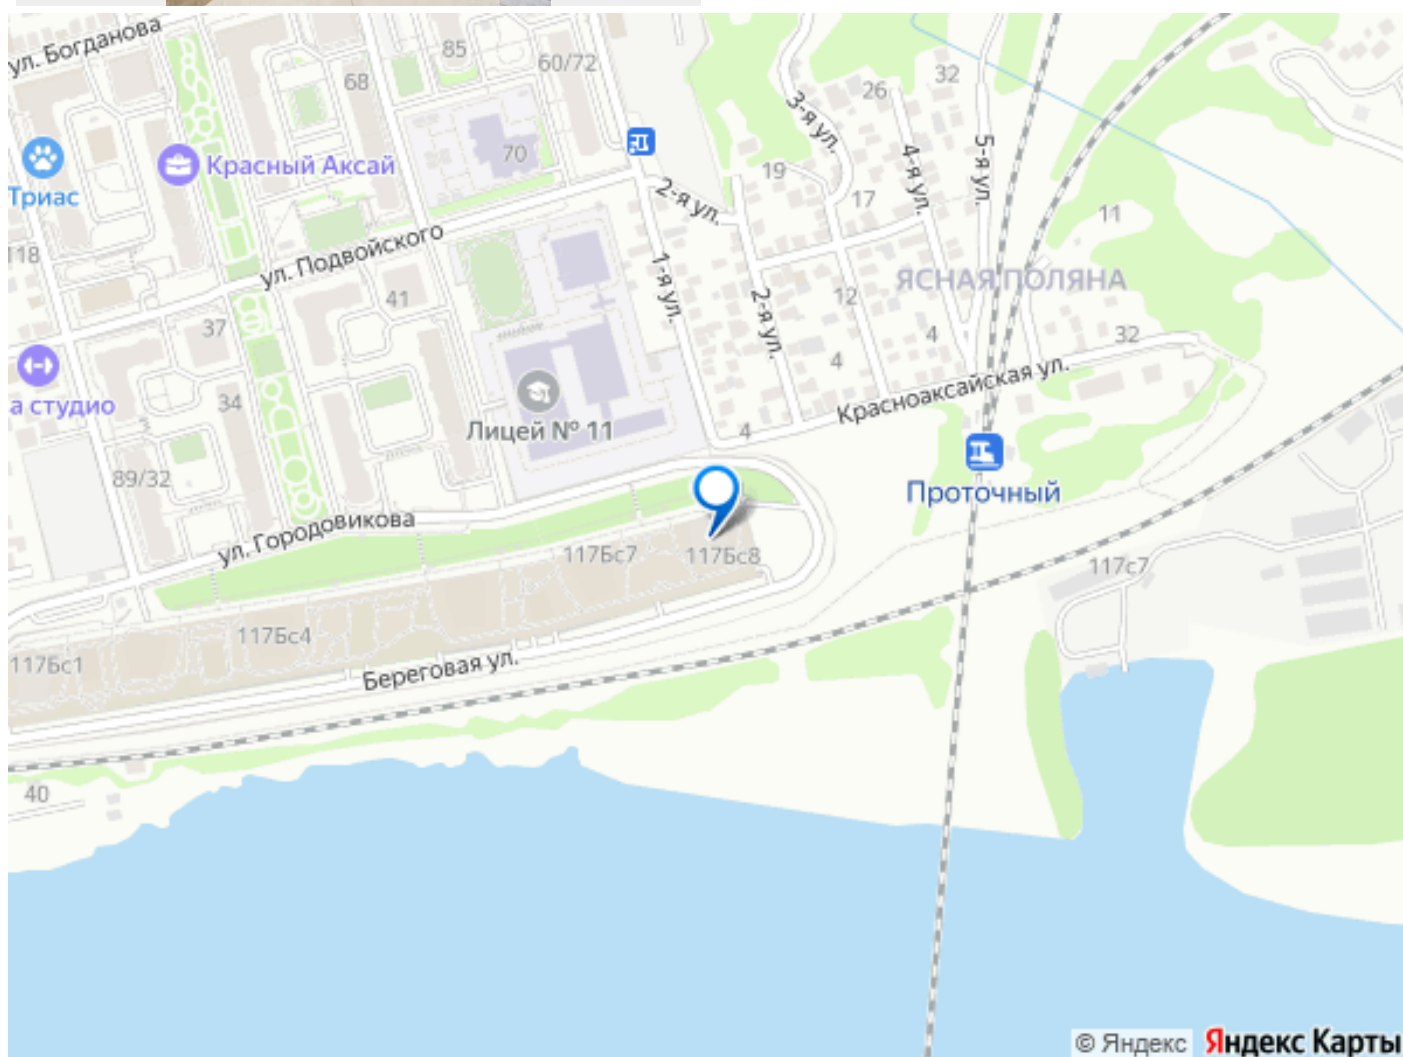 ул. Богданова
85
60/72
68
32
26
3-я ул.
Красный Аксай
70
Триас
2-я ул.
19
4-я ул.
5-я ул.
17
11
118
ул. Подвойского
1-я ул.
ЯСНАЯ ПОЛЯНА
41
12
2-я ул.
37
4
32
4
Красноаксайская ул.
а студио
34
Лицей № 11
4
89/32
Проточный
ул. Городовикова
117Бс7
117Бс8
117с7
117Бс4
117Бс1
Береговая ул.
40
© Яндекс Яндекс Карты